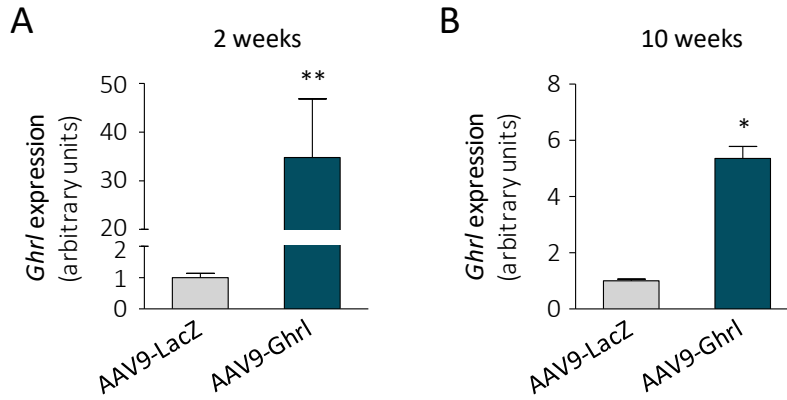 A
2 weeks
Ghrl expression
(arbitrary units)
50
40
30
20
2
1
0
**
AAV9-LacZ
AAV9-Ghrl
B
10 weeks
Ghrl expression
(arbitrary units)
8
6
4
2
0
*
AAV9-LacZ
AAV9-Ghrl